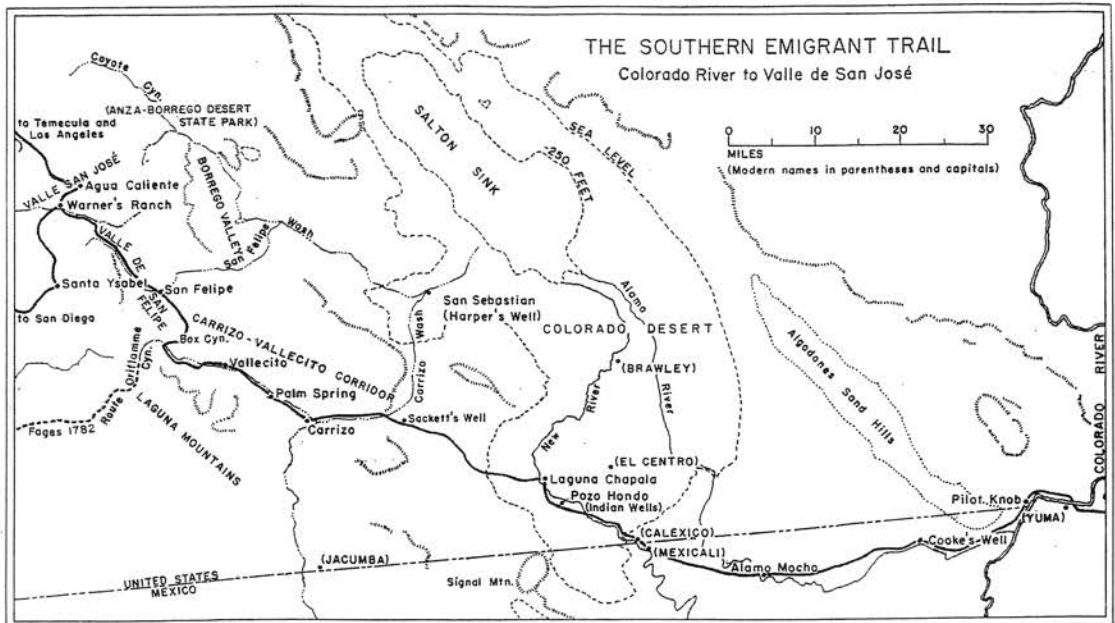 THE SOUTHERN EMIGRANT TRAIL
Colorado River to Valle de San José
0 10 20 30
MILES
(Modern names in parentheses and capitals)
Coyote
Cyn.
(ANZA-BORREGO DESERT
STATE PARK)
to Temecula and
Los Angeles
VALLE SAN JOSÉ
Agua Caliente
Warner's Ranch
BORREGO VALLEY
San Felipe
Wash
VALLE DE
SAN
FELIPE
Santa Ysabel
San Felipe
to San Diego
Box Cyn.
Oriflamme
Cyn.
CARRIZO-VALLECITO CORRIDOR
Vallecito
Palm Spring
Fages 1782
Route
LAGUNA MOUNTAINS
Carrizo
Carrizo
Wash
Sackett's Well
San Sebastian
(Harper's Well)
SALTON
SINK
-250
FEET
SEA
LEVEL
COLORADO DESERT
Alamo
River
(BRAWLEY)
New
River
(EL CENTRO)
Laguna Chapala
Pozo Hondo
(Indian Wells)
(CALEXICO)
(MEXICALI)
Algodones
Sand Hills
COLORADO
RIVER
Pilot Knob
(YUMA)
Cooke's Well
Alamo Mocho
(JACUMBA)
Signal Mtn.
UNITED STATES
MEXICO